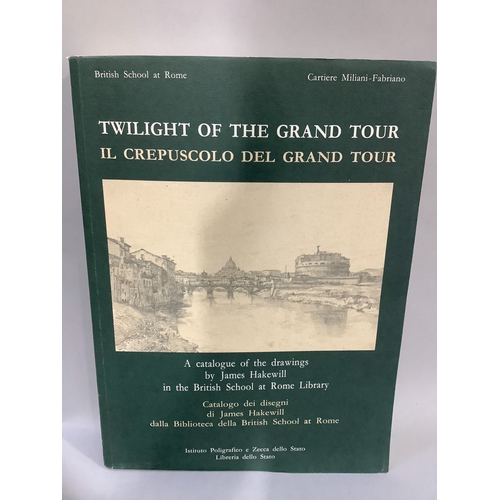 British School at Rome
Cartiere Miliani-Fabriano
TWILIGHT OF THE GRAND TOUR
IL CREPUSCOLO DEL GRAND TOUR
A catalogue of the drawings
by James Hakewill
in the British School at Rome Library
Catalogo dei disegni
di James Hakewill
dalla Biblioteca della British School at Rome
Istituto Poligrafico e Zecca dello Stato
Libreria dello Stato